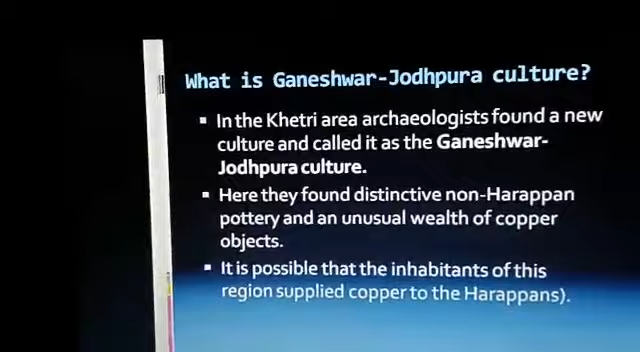 What is Ganeshwar-Jodhpura culture?
▪ In the Khetri area archaeologists found a new
culture and called it as the Ganeshwar-
Jodhpura culture.
▪ Here they found distinctive non-Harappan
pottery and an unusual wealth of copper
objects.
▪ It is possible that the inhabitants of this
region supplied copper to the Harappans).